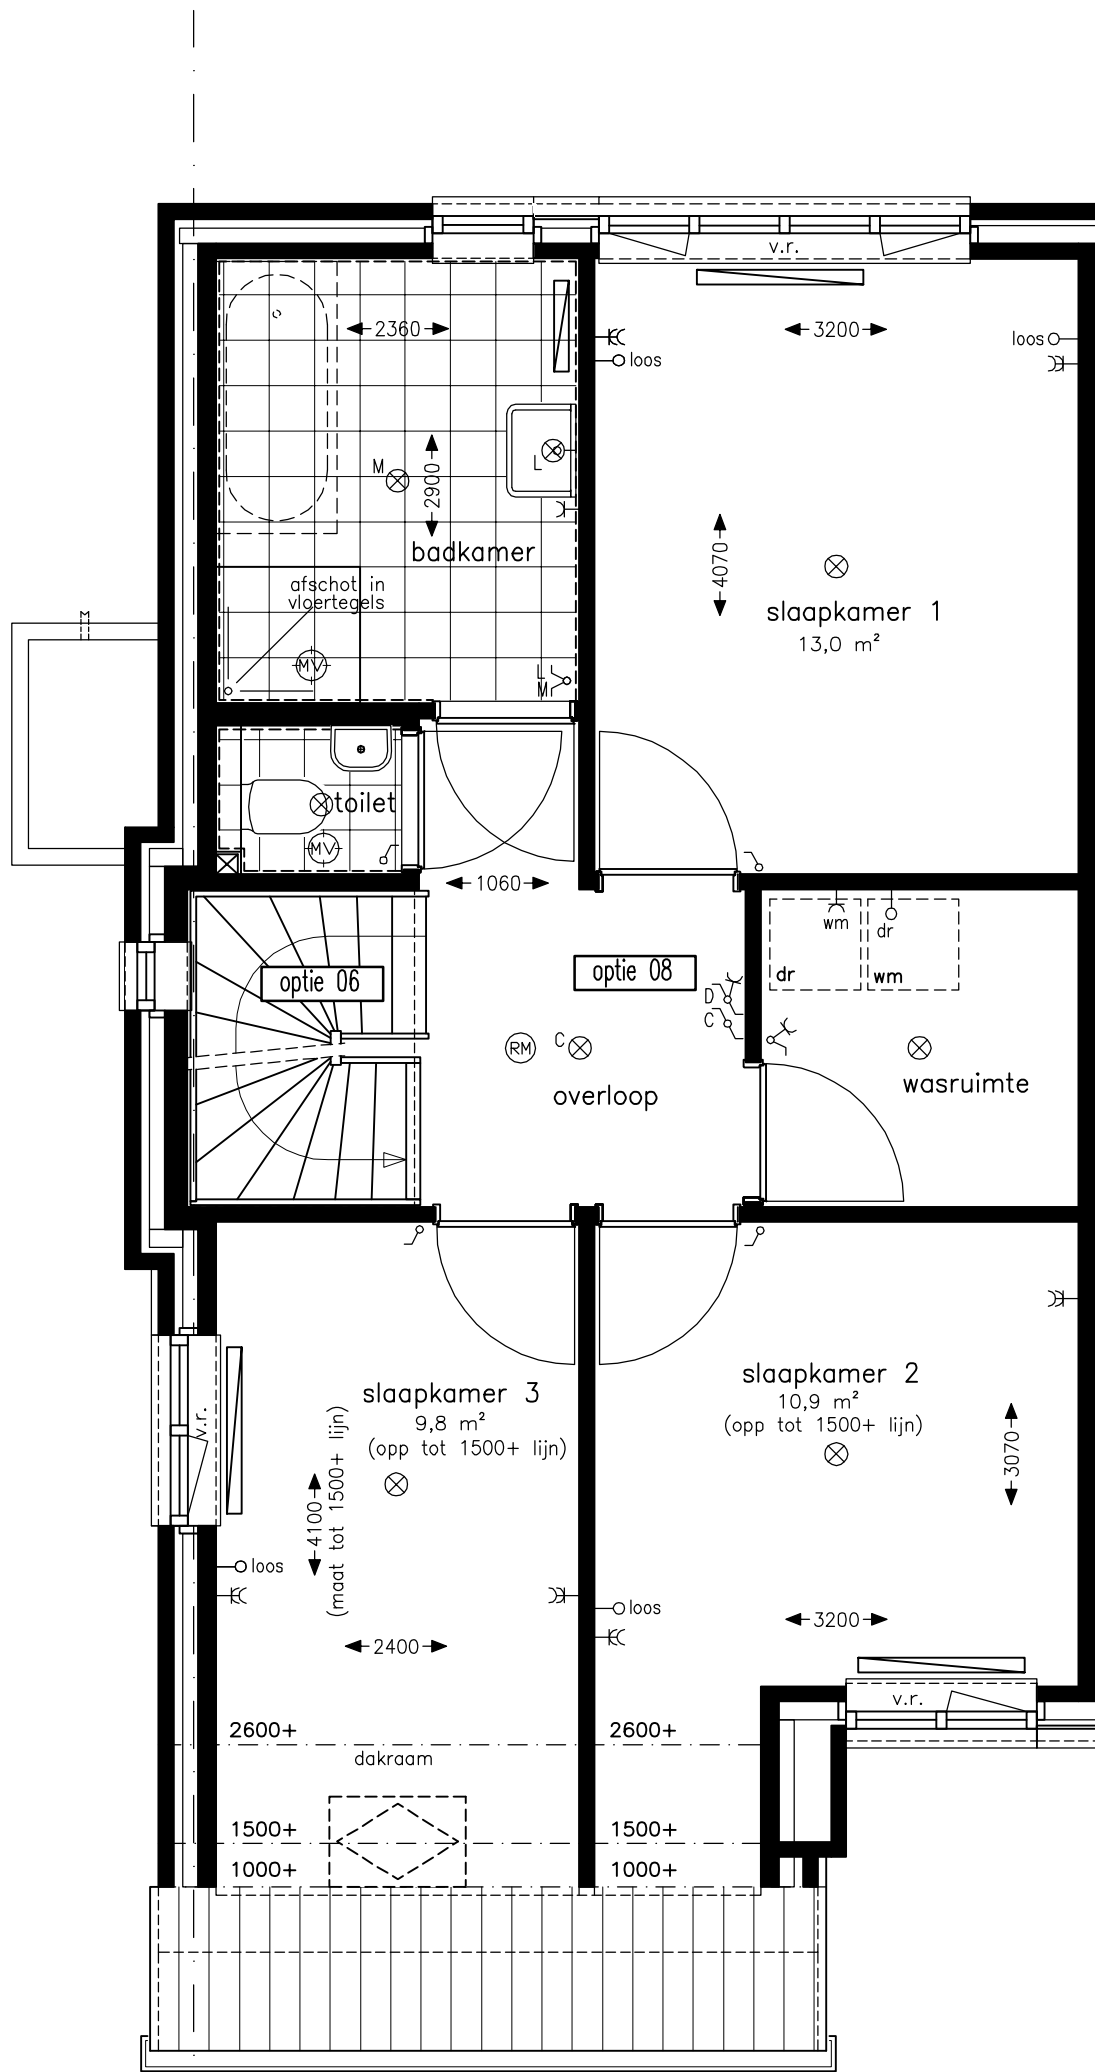 v.r.
2360
3200
loos
loos
M
L
2900
badkamer
4070
slaapkamer 1
13,0 m²
afschot in
vloertegels
MV
L
M
toilet
MV
1060
optie 06
optie 08
wm
dr
dr
wm
D
C
RM
C
overloop
wasruimte
slaapkamer 3
9,8 m²
(opp tot 1500+ lijn)
slaapkamer 2
10,9 m²
(opp tot 1500+ lijn)
v.r.
4100
(maat tot 1500+ lijn)
3070
loos
loos
2400
3200
v.r.
2600+
2600+
dakraam
1500+
1500+
1000+
1000+